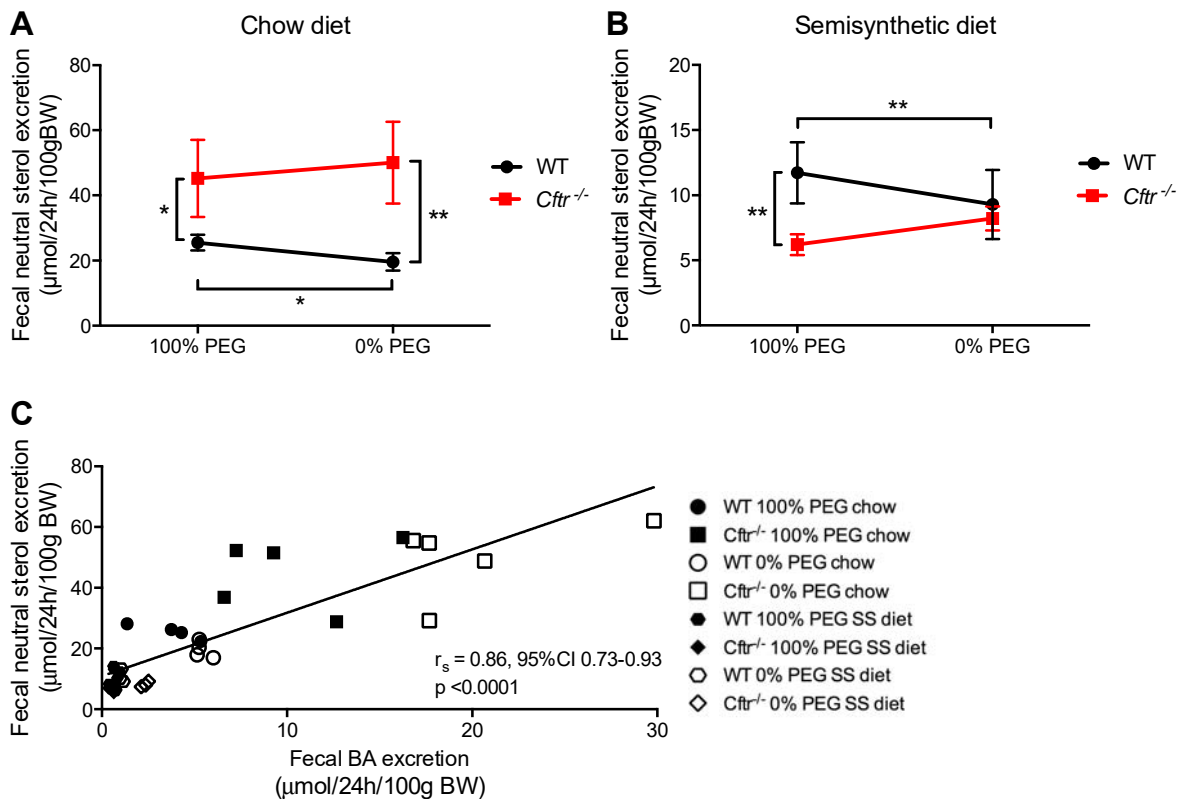 A
Chow diet
Fecal neutral sterol excretion
(μmol/24h/100gBW)
80
60
40
20
0
*
**
*
100% PEG
0% PEG
WT
Cftr -/-
B
Semisynthetic diet
Fecal neutral sterol excretion
(μmol/24h/100gBW)
20
15
10
5
0
**
**
100% PEG
0% PEG
WT
Cftr -/-
C
Fecal neutral sterol excretion
(μmol/24h/100g BW)
80
60
40
20
0
0
10
20
30
rs = 0.86, 95%CI 0.73-0.93
p <0.0001
Fecal BA excretion
(μmol/24h/100g BW)
WT 100% PEG chow
Cftr-/- 100% PEG chow
WT 0% PEG chow
Cftr-/- 0% PEG chow
WT 100% PEG SS diet
Cftr-/- 100% PEG SS diet
WT 0% PEG SS diet
Cftr-/- 0% PEG SS diet